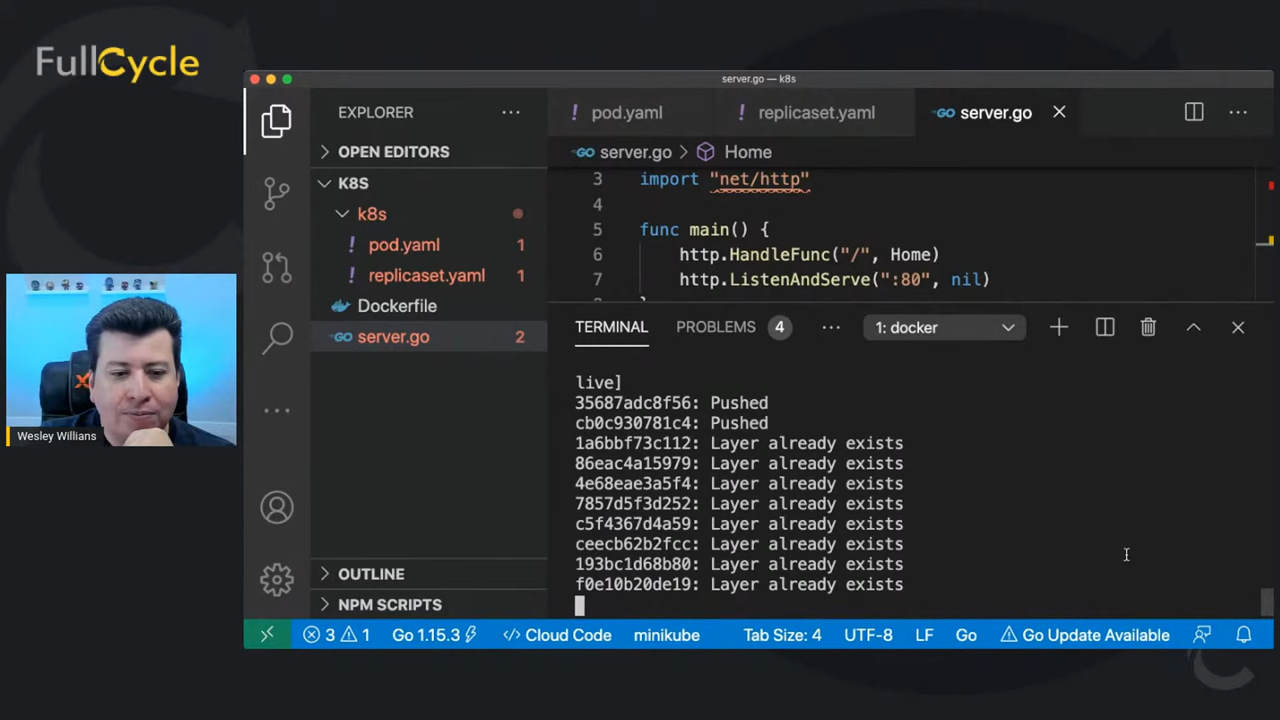 FullCycle
server.go — k8s
EXPLORER
pod.yaml
replicaset.yaml
server.go
OPEN EDITORS
server.go > Home
K8S
3 import "net/http"
k8s
4
pod.yaml 1
5 func main() {
replicaset.yaml 1
6 http.HandleFunc("/", Home)
Dockerfile
7 http.ListenAndServe(":80", nil)
server.go 2
TERMINAL PROBLEMS 4 1: docker
live]
35687adc8f56: Pushed
cb0c930781c4: Pushed
1a6bbf73c112: Layer already exists
86eac4a15979: Layer already exists
4e68eae3a5f4: Layer already exists
7857d5f3d252: Layer already exists
c5f4367d4a59: Layer already exists
ceecb62b2fcc: Layer already exists
193bc1d68b80: Layer already exists
f0e10b20de19: Layer already exists
OUTLINE
NPM SCRIPTS
3 1 Go 1.15.3 Cloud Code minikube Tab Size: 4 UTF-8 LF Go Go Update Available
Wesley Willians